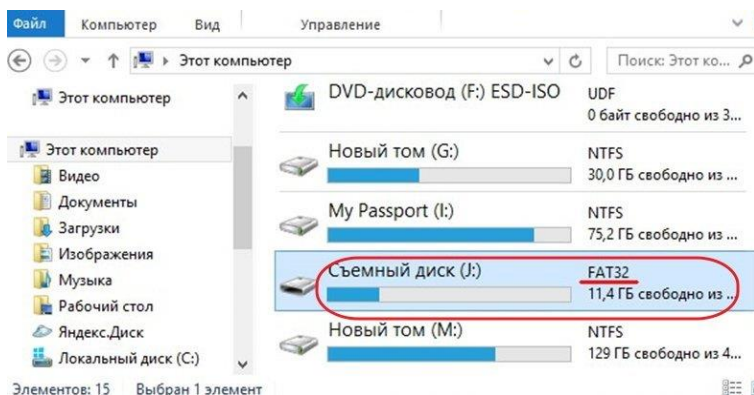 Файл Компьютер Вид Управление
Этот компьютер Поиск: Этот ко...
Этот компьютер
Этот компьютер
Видео
Документы
Загрузки
Изображения
Музыка
Рабочий стол
Яндекс.Диск
Локальный диск (C:)
DVD-дисковод (F:) ESD-ISO UDF
0 байт свободно из 3...
Новый том (G:) NTFS
30,0 ГБ свободно из ...
My Passport (I:) NTFS
75,2 ГБ свободно из ...
Съемный диск (J:) FAT32
11,4 ГБ свободно из ...
Новый том (M:) NTFS
129 ГБ свободно из 4...
Элементов: 15 Выбран 1 элемент